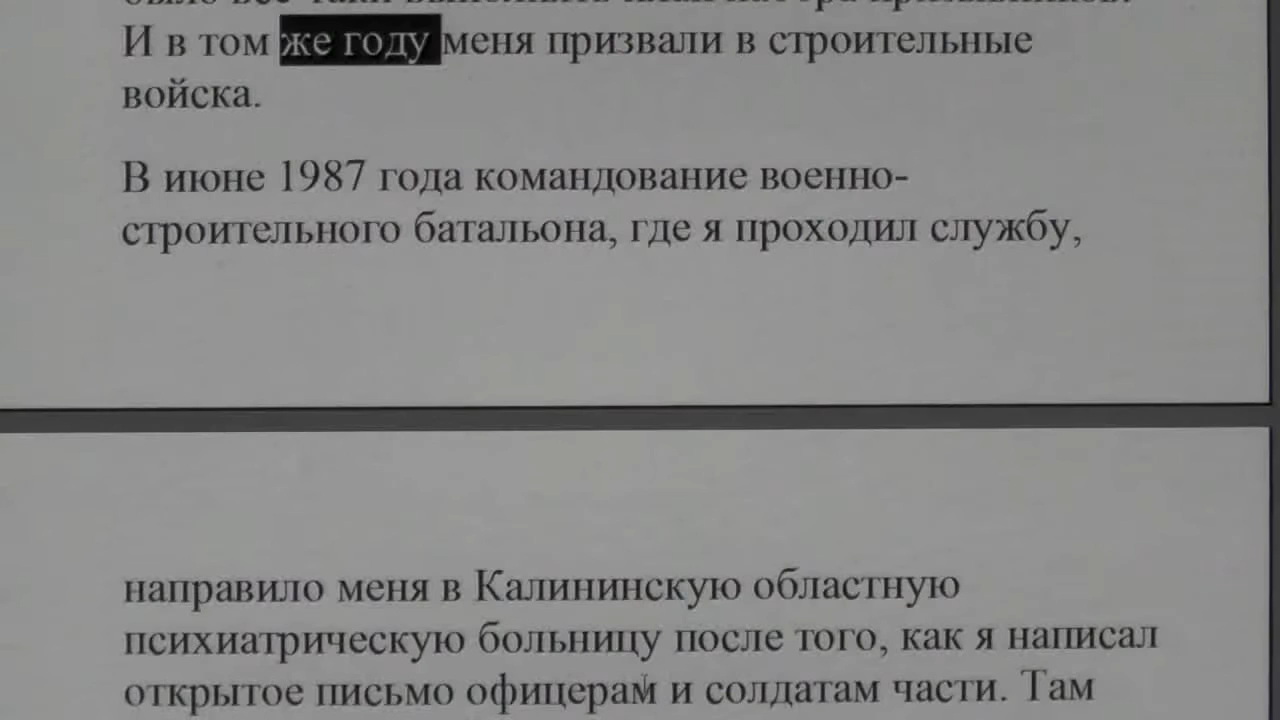 И в том же году меня призвали в строительные
войска.
В июне 1987 года командование военно-
строительного батальона, где я проходил службу,
направило меня в Калининскую областную
психиатрическую больницу после того, как я написал
открытое письмо офицерам и солдатам части. Там